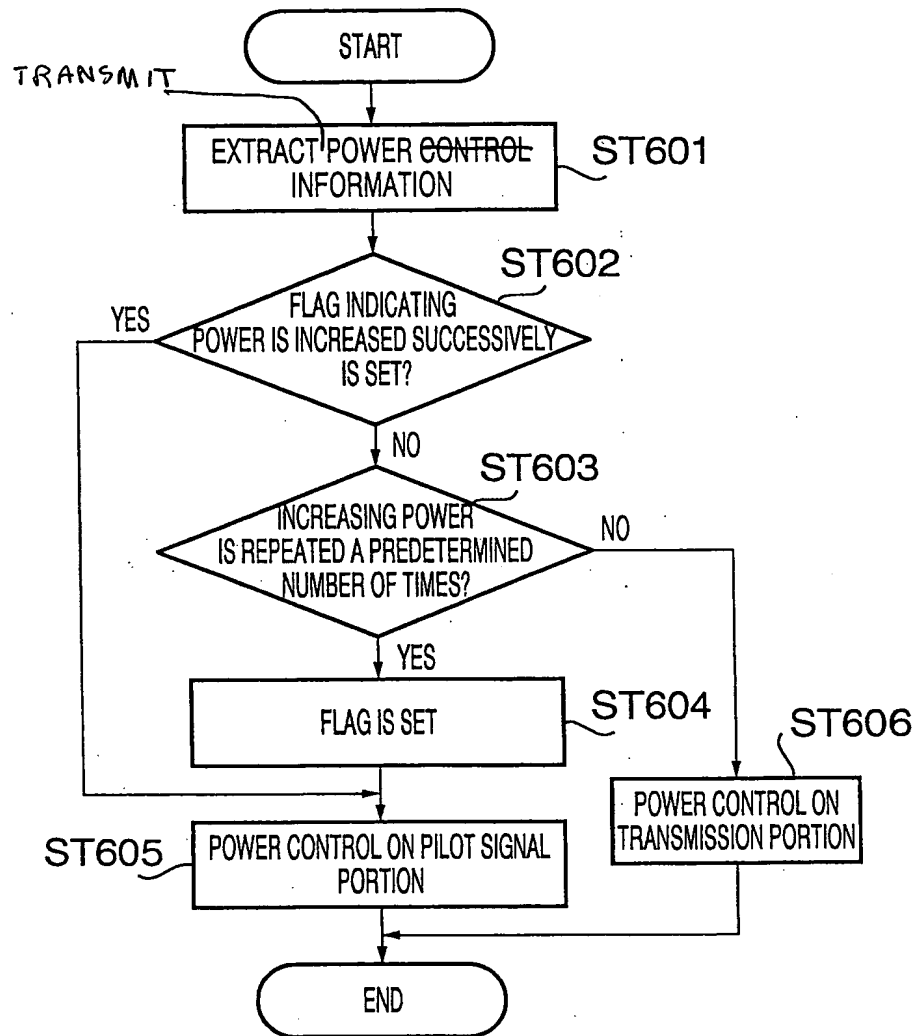 START
TRANSMIT
EXTRACT POWER CONTROL
INFORMATION
ST601
ST602
FLAG INDICATING
POWER IS INCREASED SUCCESSIVELY
IS SET?
YES
NO
ST603
INCREASING POWER
IS REPEATED A PREDETERMINED
NUMBER OF TIMES?
NO
YES
FLAG IS SET
ST604
ST606
POWER CONTROL ON
TRANSMISSION PORTION
ST605
POWER CONTROL ON PILOT SIGNAL
PORTION
END